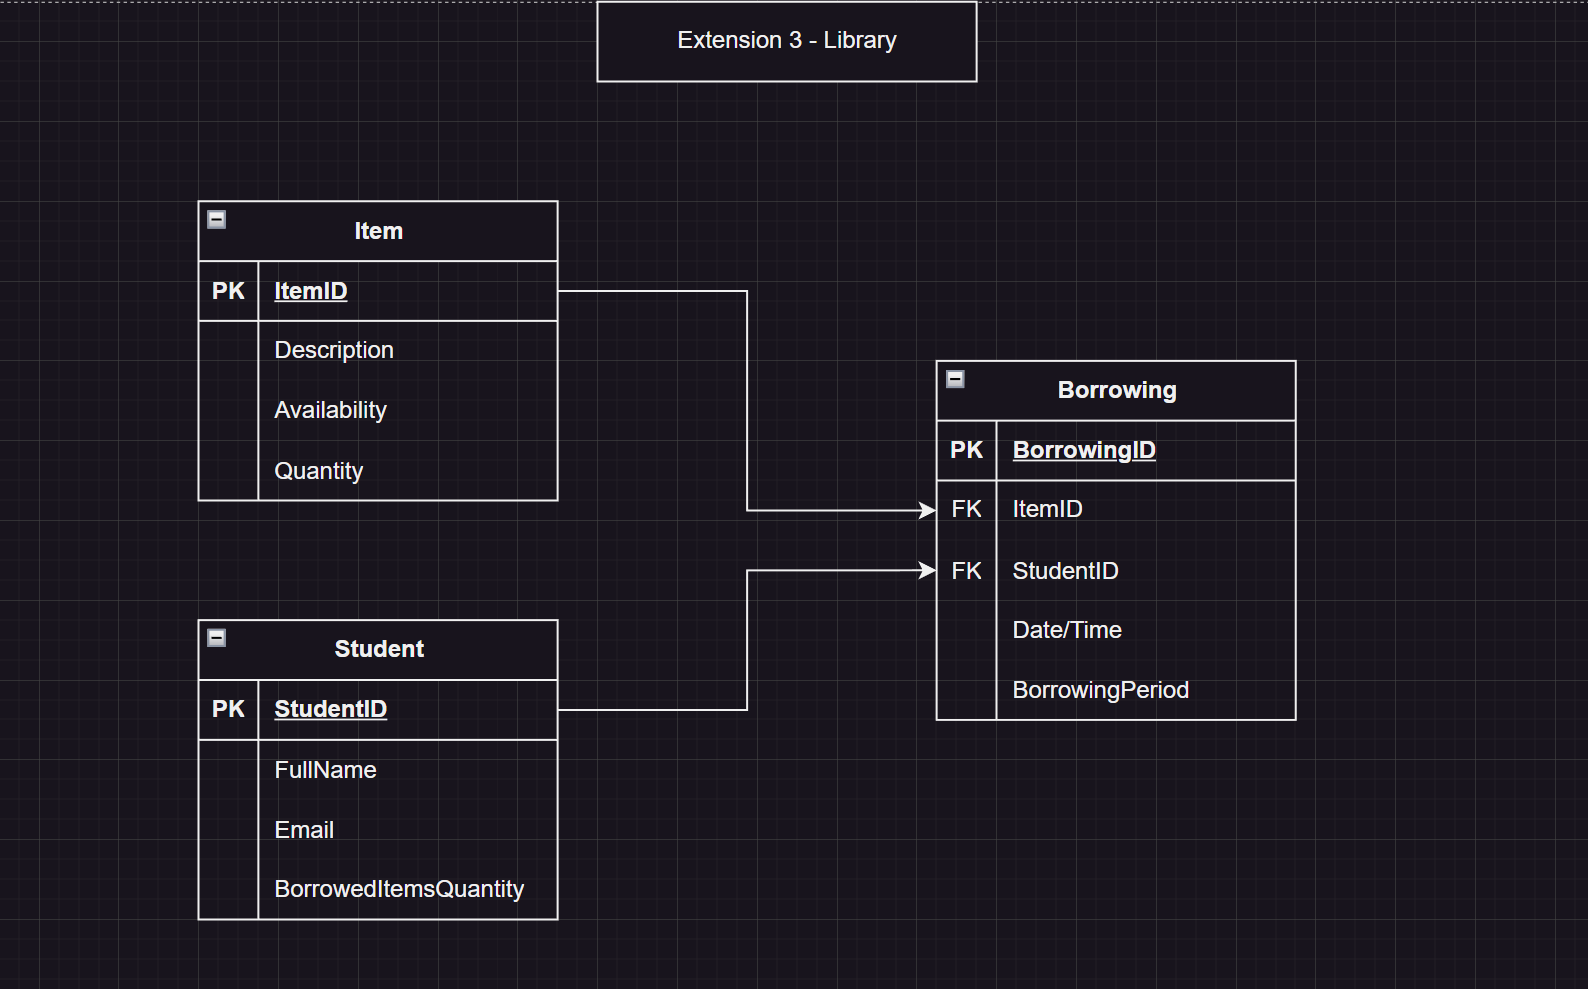 Extension 3 - Library
Item
PK ItemID
Description
Availability
Quantity
Borrowing
PK BorrowingID
FK ItemID
FK StudentID
Date/Time
BorrowingPeriod
Student
PK StudentID
FullName
Email
BorrowedItemsQuantity